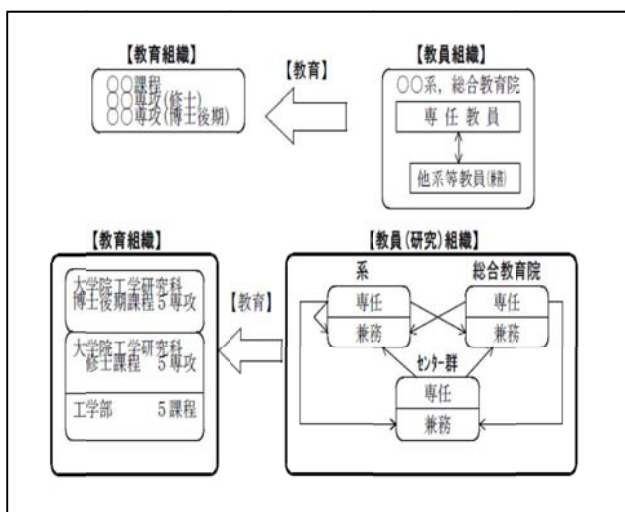 【教育組織】
○○課程
○○専攻(修士)
○○専攻(博士後期)
【教育】
【教員組織】
○○系,総合教育院
専任教員
他系等教員(兼務)
【教育組織】
大学院工学研究科
博士後期課程5専攻
大学院工学研究科
修士課程 5専攻
工学部 5課程
【教育】
【教員(研究)組織】
系
専任
兼務
総合教育院
専任
兼務
センター群
専任
兼務